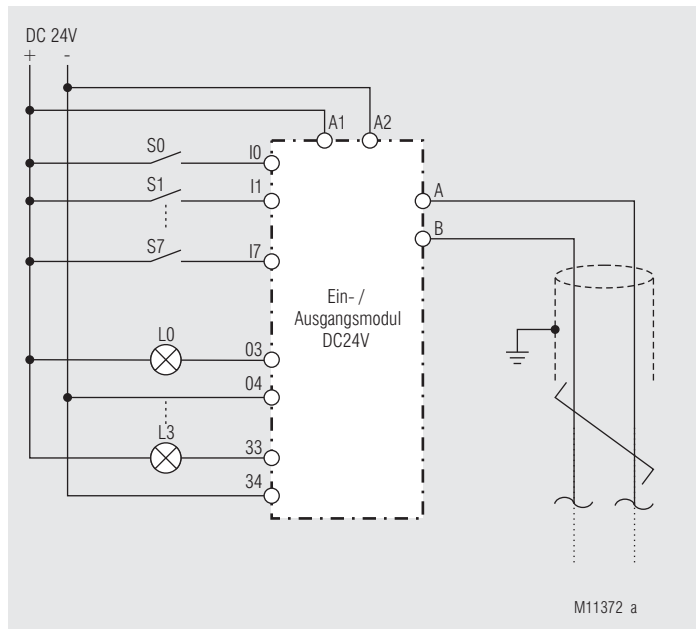 DC 24V
+ -
A1 A2
S0 I0
S1 I1
A
B
S7 I7
Ein- /
Ausgangsmodul
DC24V
L0 03
04
L3 33
34
M11372 a